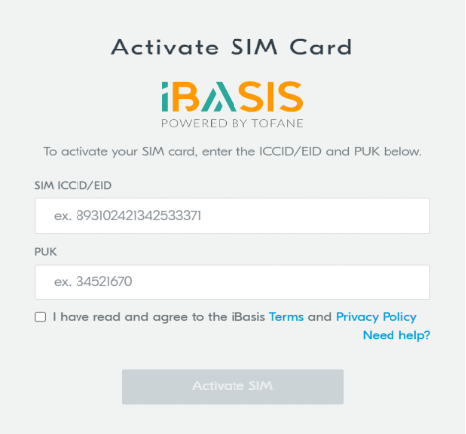 Activate SIM Card
iBASIS
POWERED BY TOFANE
To activate your SIM card, enter the ICCID/EID and PUK below.
SIM ICCID/EID
ex. 893102421342533371
PUK
ex. 34521670
I have read and agree to the iBasis Terms and Privacy Policy
Need help?
Activate SIM